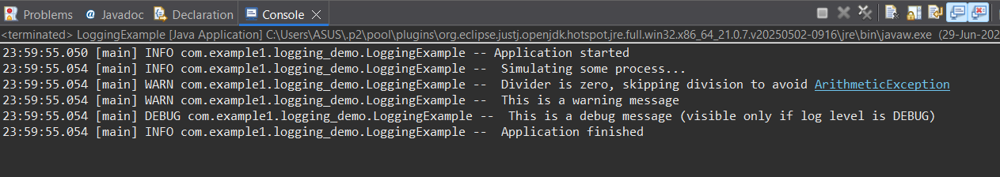 Problems @ Javadoc Declaration Console
<terminated> LoggingExample [Java Application] C:\Users\ASUS\.p2\pool\plugins\org.eclipse.justj.openjdk.hotspot.jre.full.win32.x86_64_21.0.7.v20250502-0916\jre\bin\javaw.exe (29-Jun-202
23:59:55.050 [main] INFO com.example1.logging_demo.LoggingExample -- Application started
23:59:55.054 [main] INFO com.example1.logging_demo.LoggingExample --  Simulating some process...
23:59:55.054 [main] WARN com.example1.logging_demo.LoggingExample --  Divider is zero, skipping division to avoid ArithmeticException
23:59:55.054 [main] WARN com.example1.logging_demo.LoggingExample --  This is a warning message
23:59:55.054 [main] DEBUG com.example1.logging_demo.LoggingExample --  This is a debug message (visible only if log level is DEBUG)
23:59:55.054 [main] INFO com.example1.logging_demo.LoggingExample --  Application finished